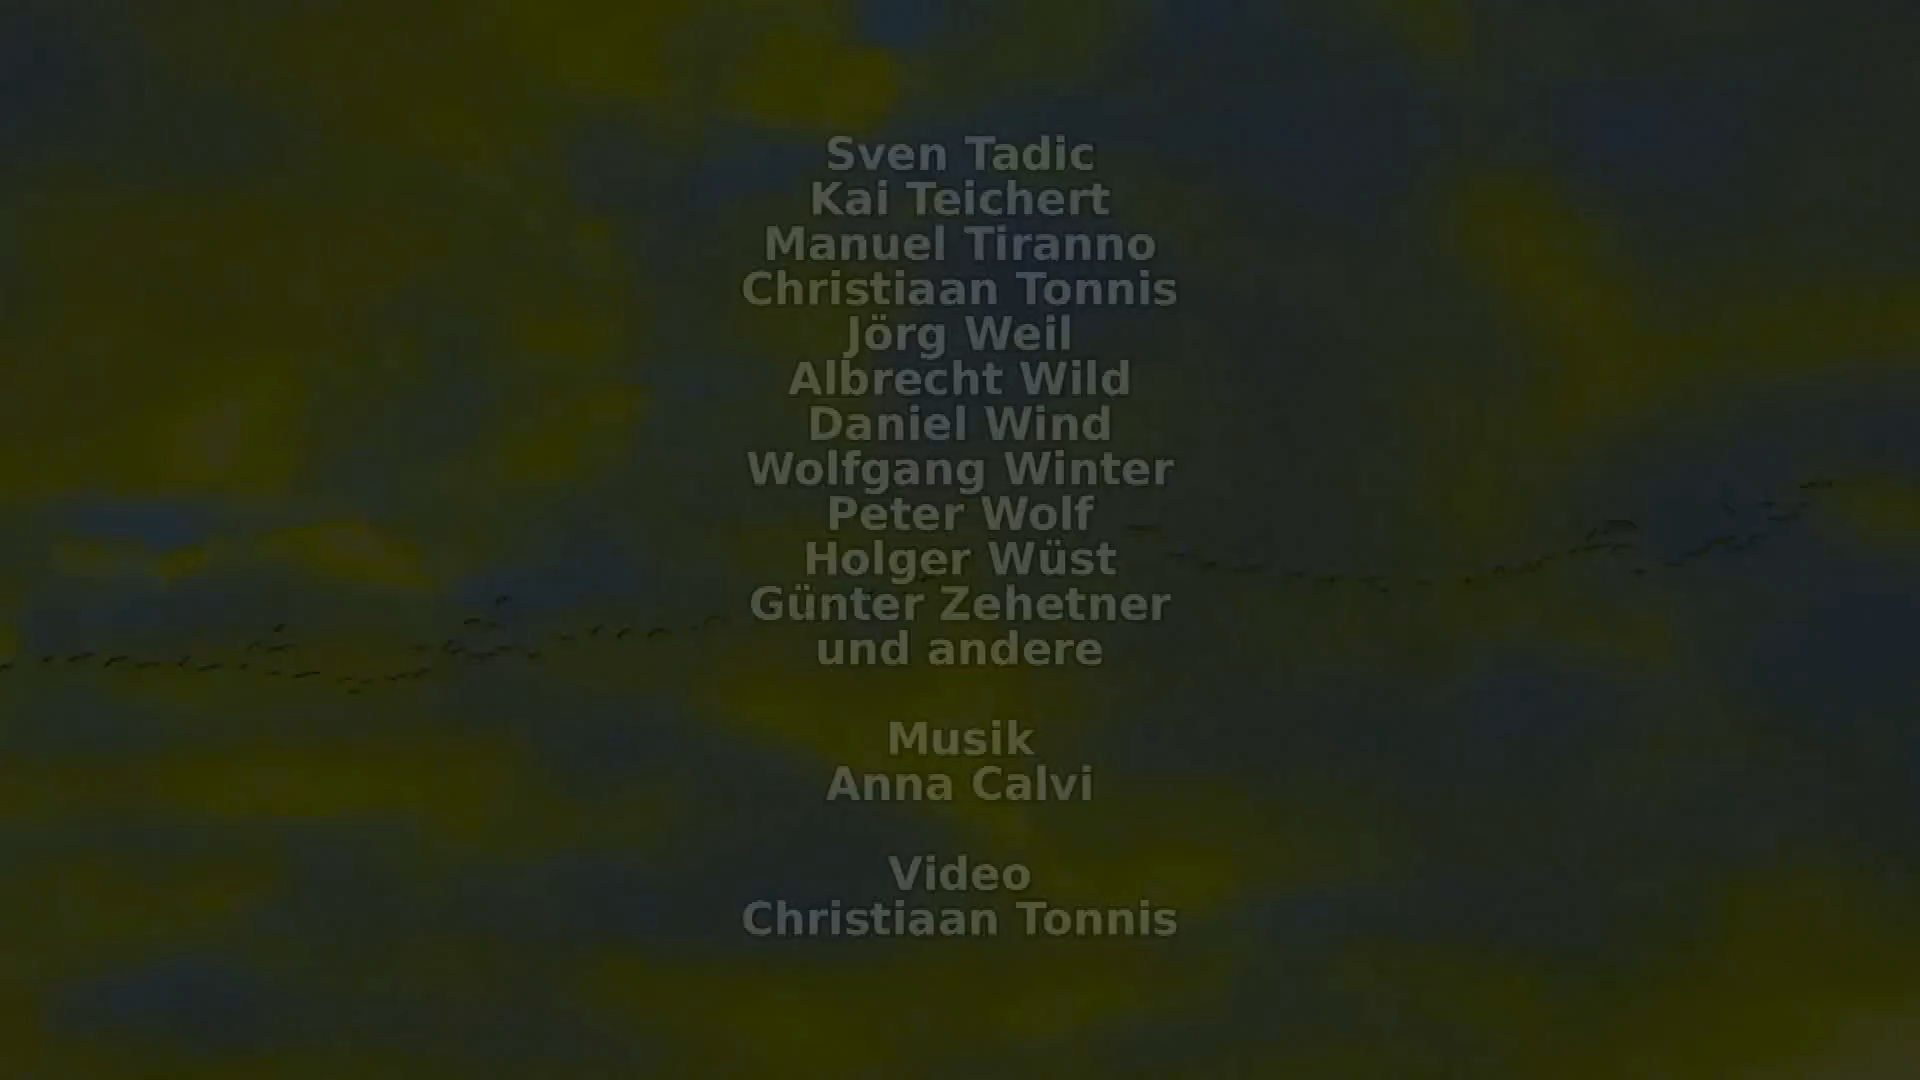 Sven Tadic
Kai Teichert
Manuel Tiranno
Christiaan Tonnis
Jörg Weil
Albrecht Wild
Daniel Wind
Wolfgang Winter
Peter Wolf
Holger Wüst
Günter Zehetner
und andere
Musik
Anna Calvi
Video
Christiaan Tonnis